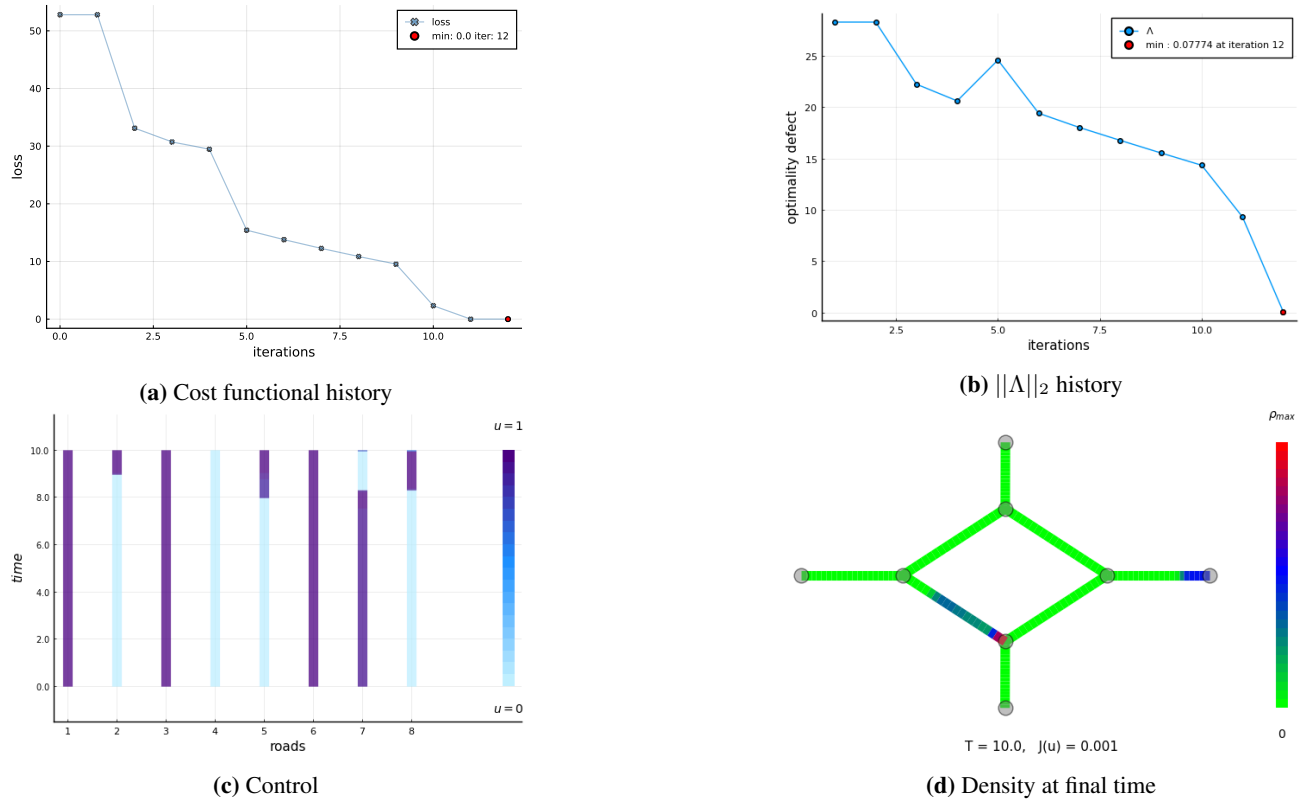 50
40
30
20
10
0
loss
loss
min: 0.0 iter: 12
0.0
2.5
5.0
7.5
10.0
iterations
(a) Cost functional history
25
20
15
10
5
0
optimality defect
Λ
min : 0.07774 at iteration 12
2.5
5.0
7.5
10.0
iterations
(b) ||Λ||₂ history
10.0
8.0
6.0
4.0
2.0
0.0
time
u = 1
u = 0
1
2
3
4
5
6
7
8
roads
(c) Control
ρmax
0
T = 10.0, J(u) = 0.001
(d) Density at final time